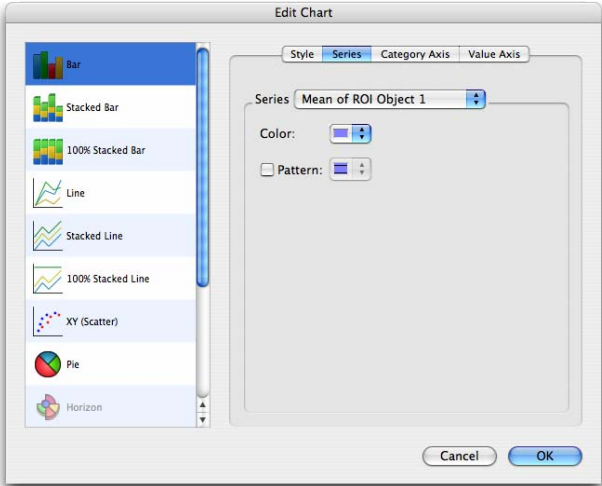 Edit Chart
Bar
Stacked Bar
100% Stacked Bar
Line
Stacked Line
100% Stacked Line
XY (Scatter)
Pie
Horizon
Style Series Category Axis Value Axis
Series Mean of ROI Object 1
Color:
Pattern:
Cancel OK